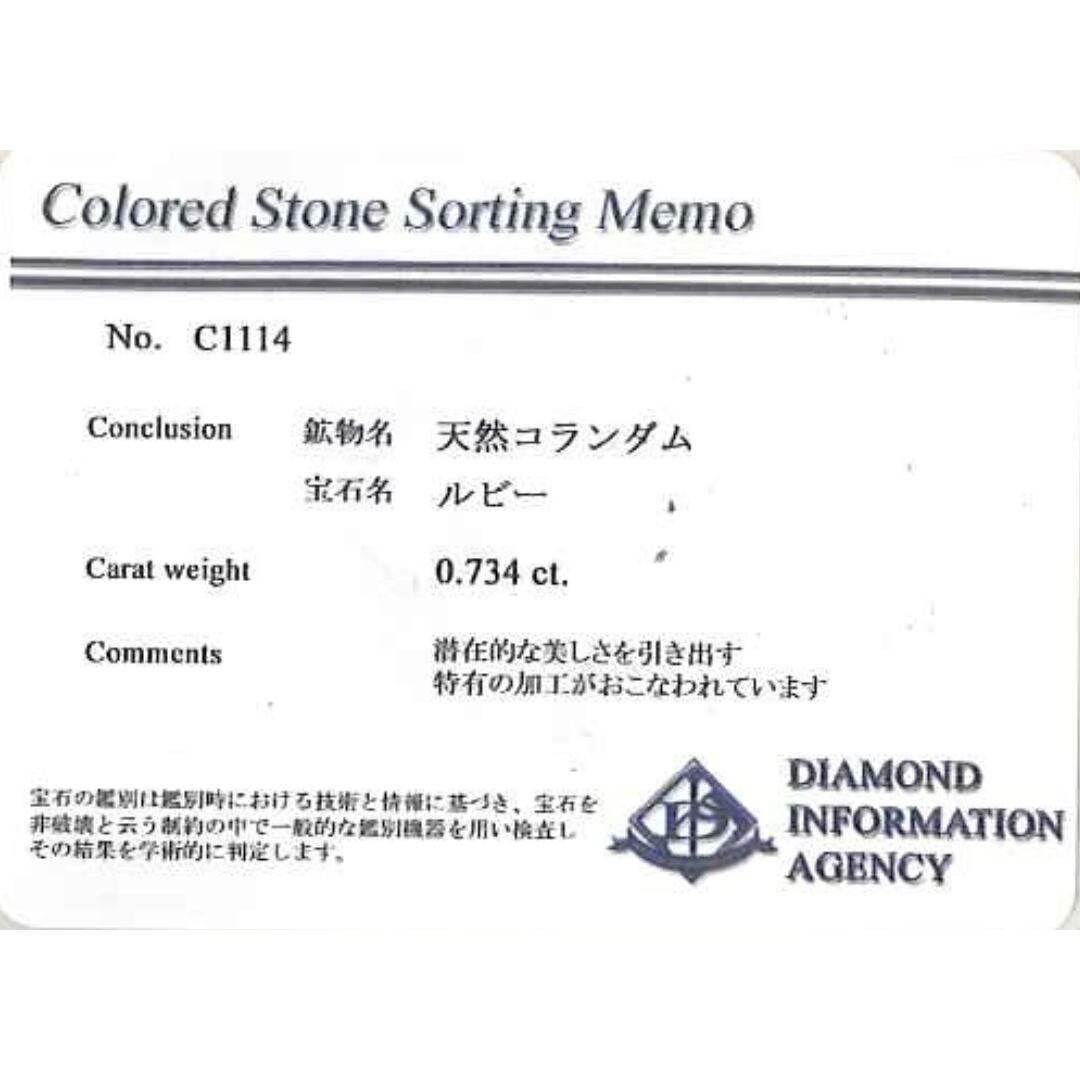 Colored Stone Sorting Memo
No. C1114
Conclusion 鉱物名 天然コランダム
宝石名 ルビー
Carat weight 0.734 ct.
Comments 潜在的な美しさを引き出す
特有の加工がおこなわれています
宝石の鑑別は鑑別時における技術と情報に基づき、宝石を
非破壊と云う制約の中で一般的な鑑別機器を用い検査し
その結果を学術的に判定します。
DIAMOND
INFORMATION
AGENCY